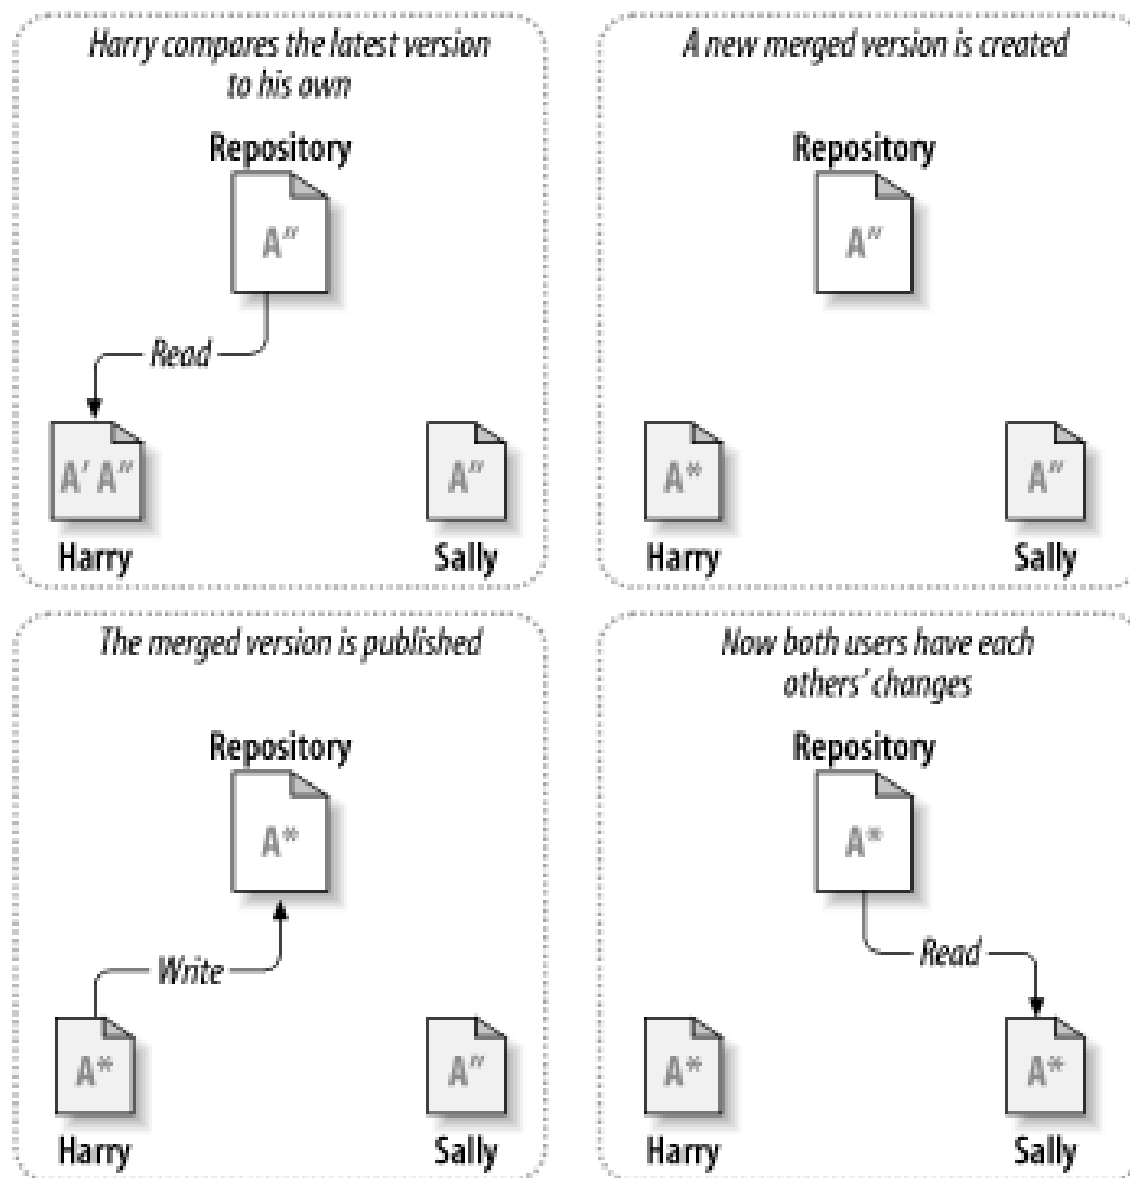 Harry compares the latest version
to his own
Repository
A″
Read
A′ A″
A″
Harry
Sally
A new merged version is created
Repository
A″
A*
A″
Harry
Sally
The merged version is published
Repository
A*
Write
A*
A″
Harry
Sally
Now both users have each
others’ changes
Repository
A*
Read
A*
A*
Harry
Sally